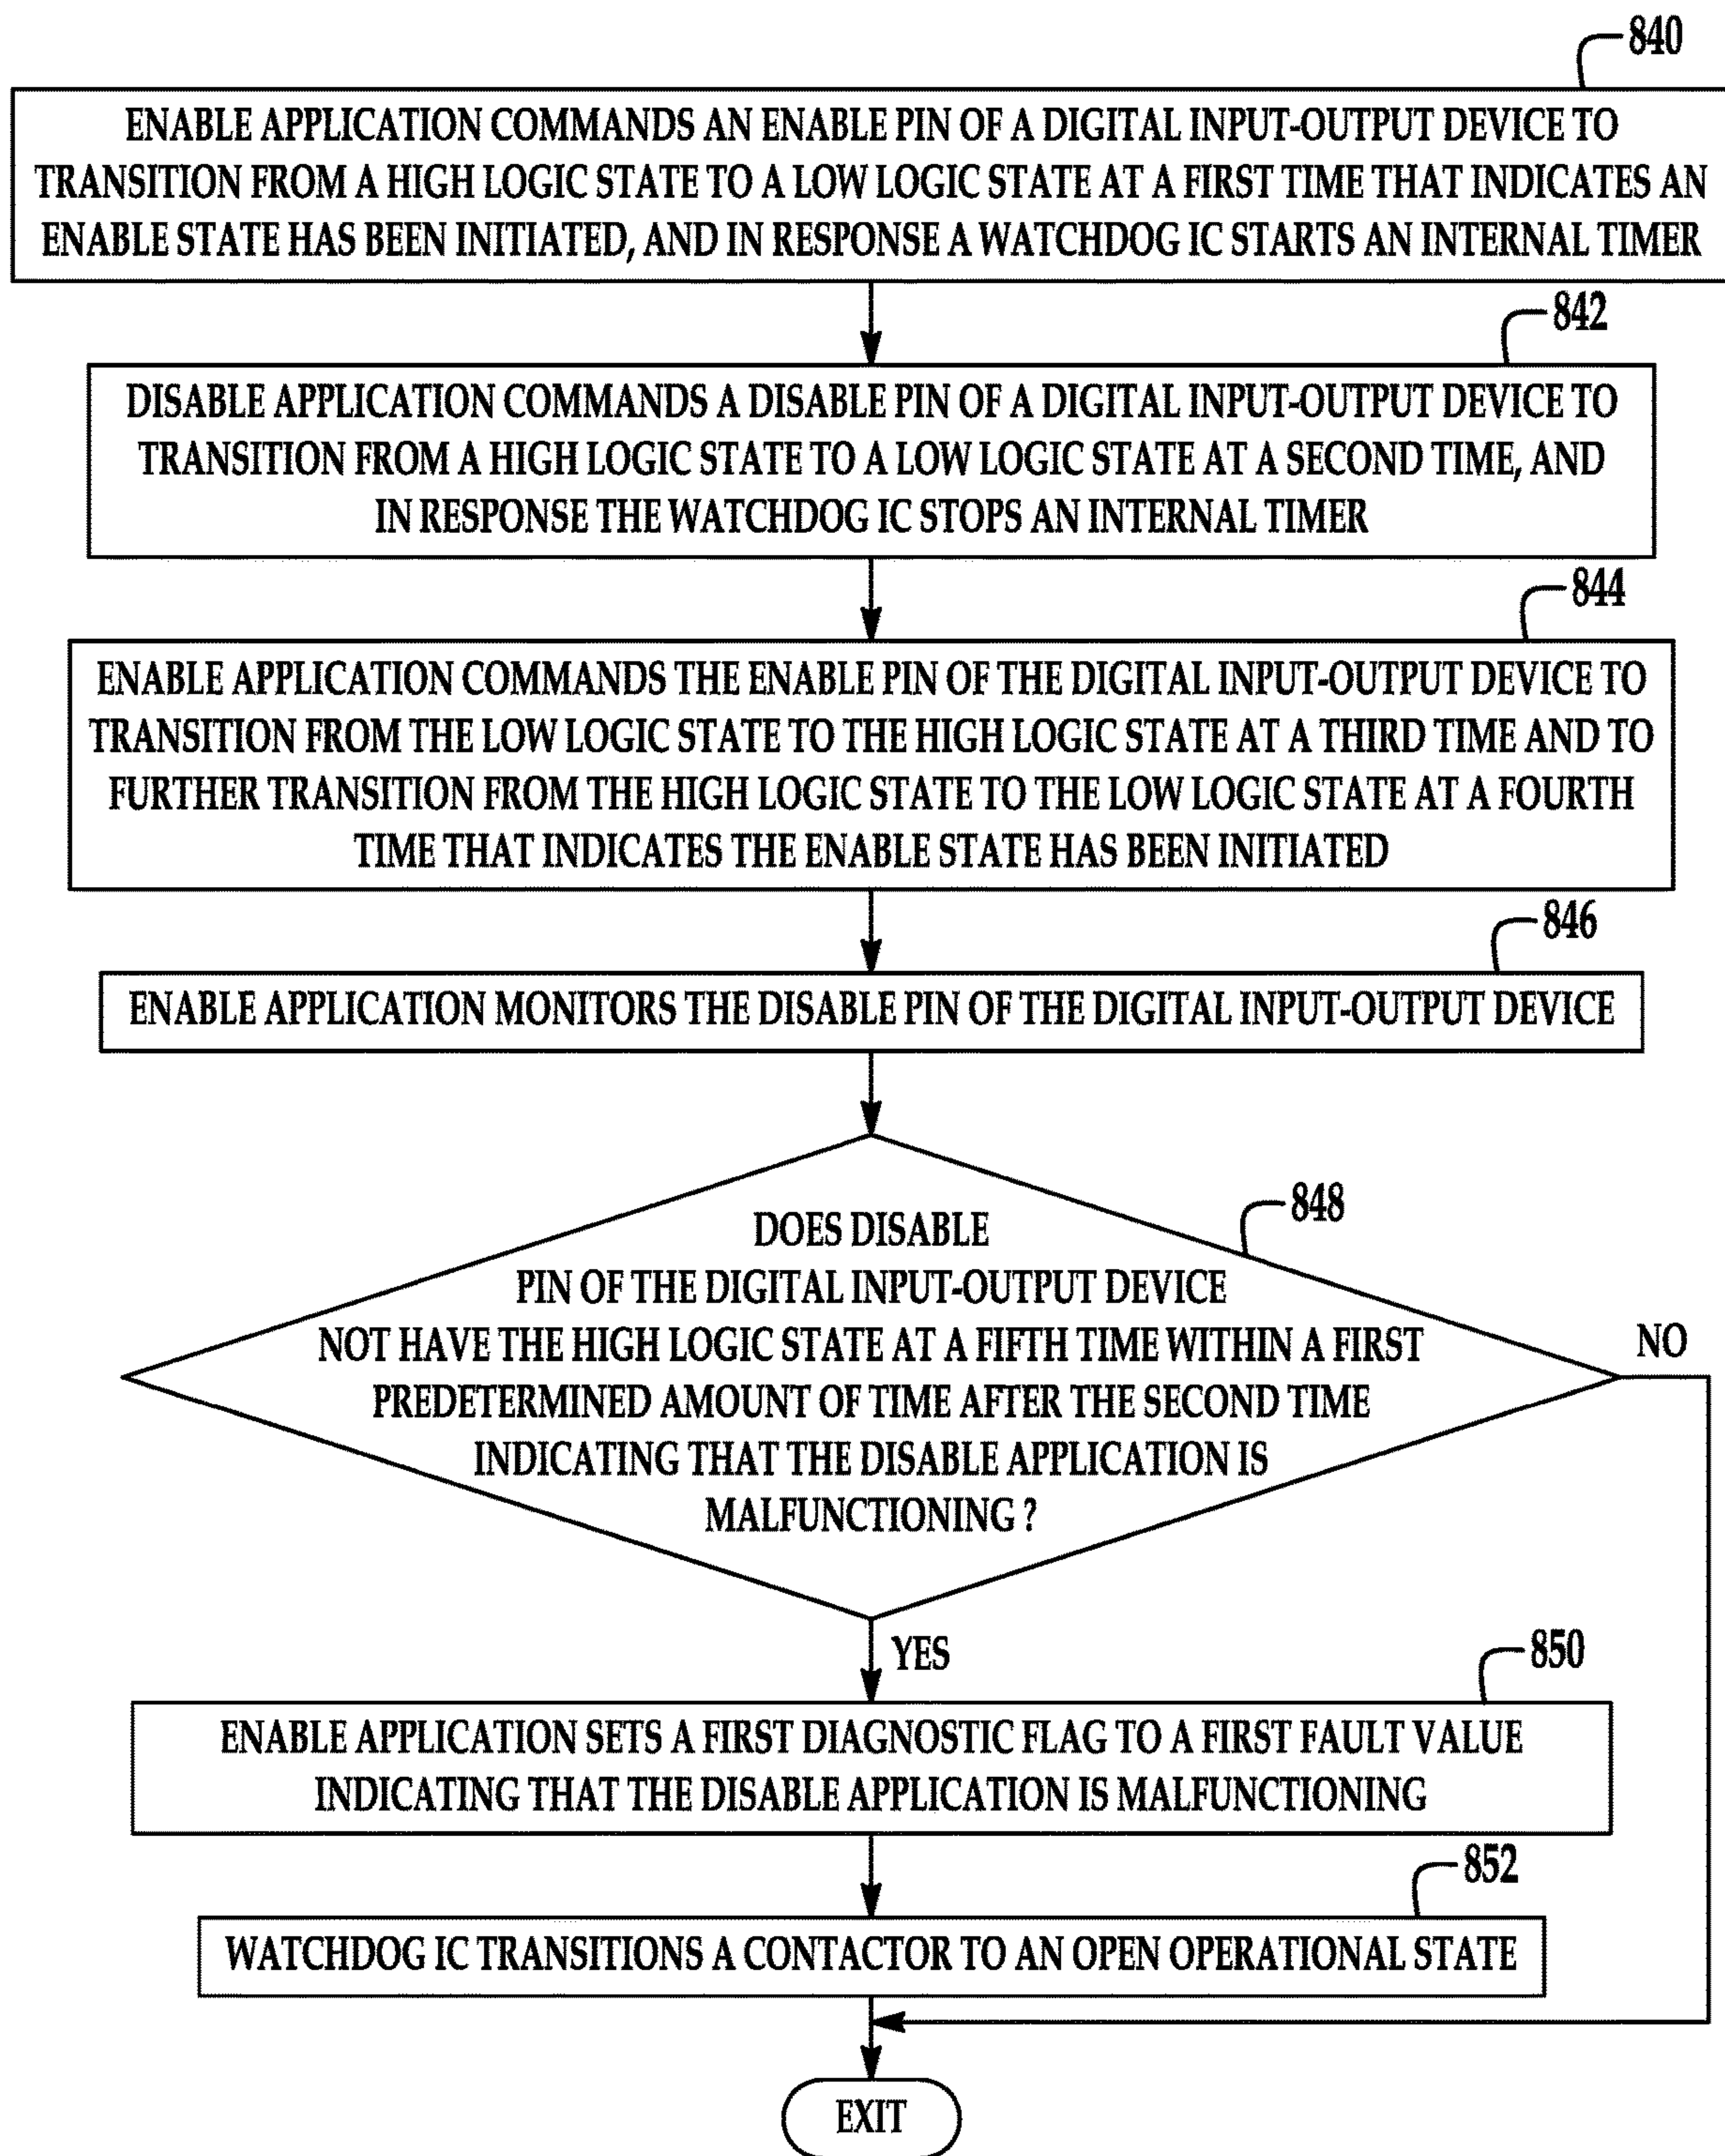 840
ENABLE APPLICATION COMMANDS AN ENABLE PIN OF A DIGITAL INPUT-OUTPUT DEVICE TO
TRANSITION FROM A HIGH LOGIC STATE TO A LOW LOGIC STATE AT A FIRST TIME THAT INDICATES AN
ENABLE STATE HAS BEEN INITIATED, AND IN RESPONSE A WATCHDOG IC STARTS AN INTERNAL TIMER
842
DISABLE APPLICATION COMMANDS A DISABLE PIN OF A DIGITAL INPUT-OUTPUT DEVICE TO
TRANSITION FROM A HIGH LOGIC STATE TO A LOW LOGIC STATE AT A SECOND TIME, AND
IN RESPONSE THE WATCHDOG IC STOPS AN INTERNAL TIMER
844
ENABLE APPLICATION COMMANDS THE ENABLE PIN OF THE DIGITAL INPUT-OUTPUT DEVICE TO
TRANSITION FROM THE LOW LOGIC STATE TO THE HIGH LOGIC STATE AT A THIRD TIME AND TO
FURTHER TRANSITION FROM THE HIGH LOGIC STATE TO THE LOW LOGIC STATE AT A FOURTH
TIME THAT INDICATES THE ENABLE STATE HAS BEEN INITIATED
846
ENABLE APPLICATION MONITORS THE DISABLE PIN OF THE DIGITAL INPUT-OUTPUT DEVICE
848
DOES DISABLE
PIN OF THE DIGITAL INPUT-OUTPUT DEVICE
NOT HAVE THE HIGH LOGIC STATE AT A FIFTH TIME WITHIN A FIRST
PREDETERMINED AMOUNT OF TIME AFTER THE SECOND TIME
INDICATING THAT THE DISABLE APPLICATION IS
MALFUNCTIONING ?
NO
YES
850
ENABLE APPLICATION SETS A FIRST DIAGNOSTIC FLAG TO A FIRST FAULT VALUE
INDICATING THAT THE DISABLE APPLICATION IS MALFUNCTIONING
852
WATCHDOG IC TRANSITIONS A CONTACTOR TO AN OPEN OPERATIONAL STATE
EXIT